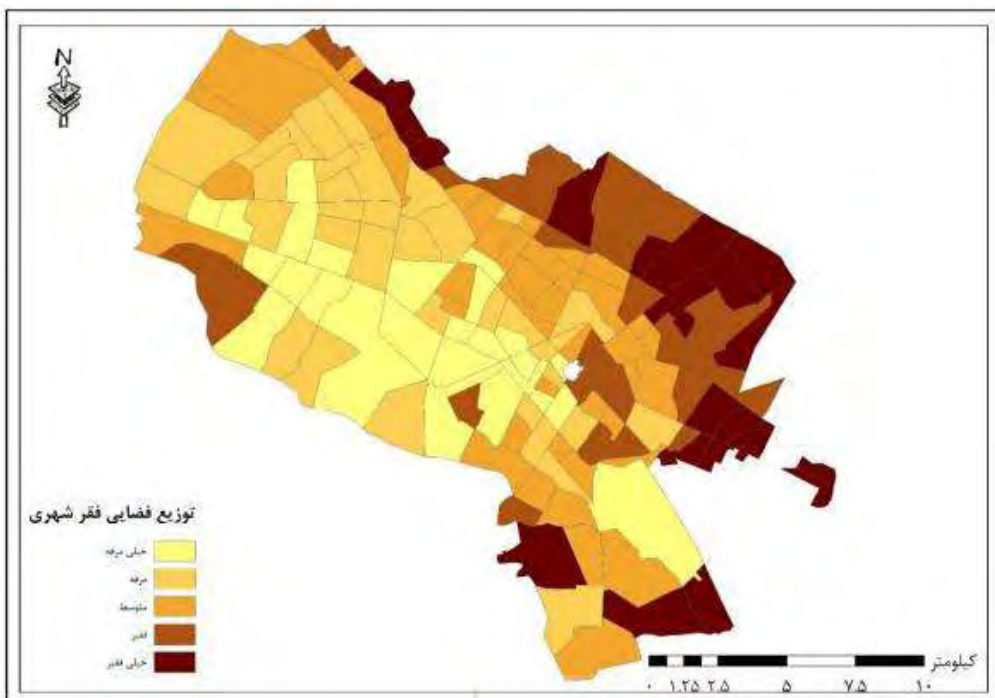 N
توزیع فضایی فقر شهری
خیلی مرفه
مرفه
متوسط
فقیر
خیلی فقیر
کیلومتر
۰ ۱.۲۵ ۲.۵ ۵ ۷.۵ ۱۰